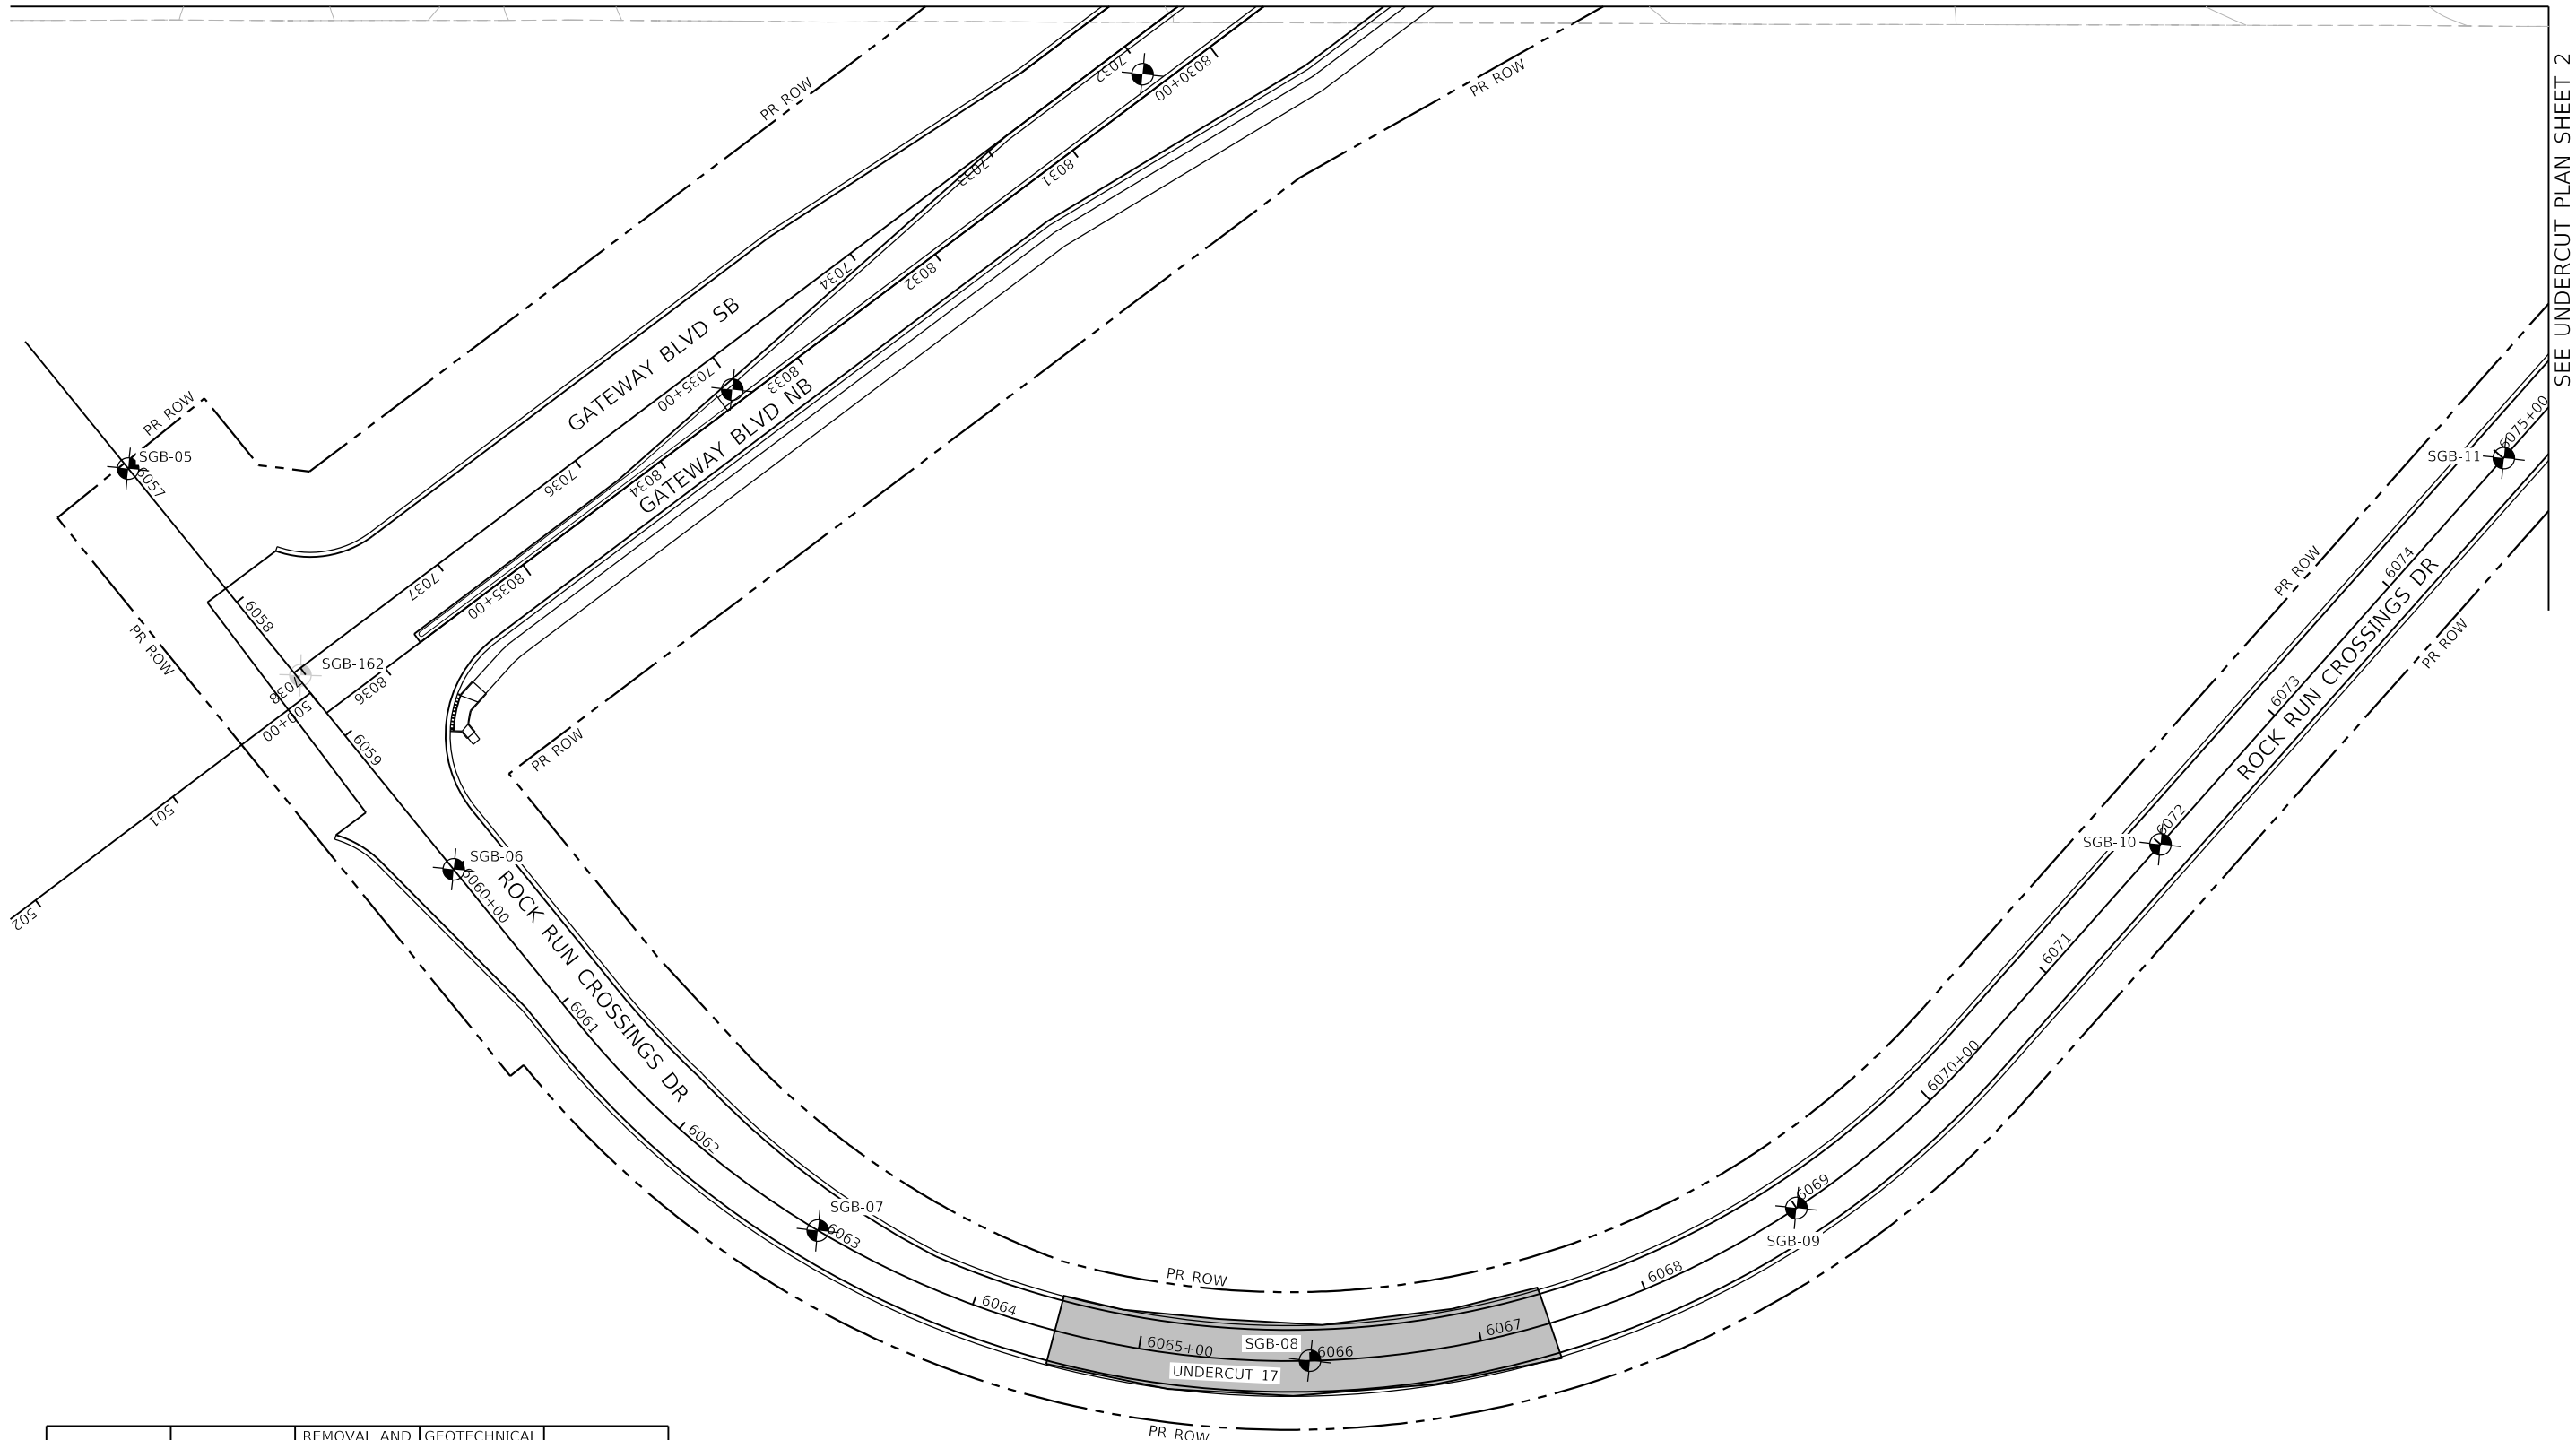 PR ROW
7032
8030+00
PR ROW
SEE UNDERCUT PLAN SHEET 2
7033
8031
7034
8032
GATEWAY BLVD SB
7035+00
8033
GATEWAY BLVD NB
PR ROW
SGB-05
6057
7036
8034
SGB-11
6075+00
7037
8035+00
6058
PR ROW
SGB-162
7038
8036
500+00
6059
PR ROW
501
502
SGB-06
6060+00
ROCK RUN CROSSINGS DR
6061
6062
SGB-07
6063
6064
PR ROW
6065+00
SGB-08
6066
UNDERCUT 17
6067
6068
SGB-09
6069
6070+00
6071
SGB-10
6072
6073
ROCK RUN CROSSINGS DR
6074
PR ROW
PR ROW
PR ROW
REMOVAL AND
GEOTECHNICAL